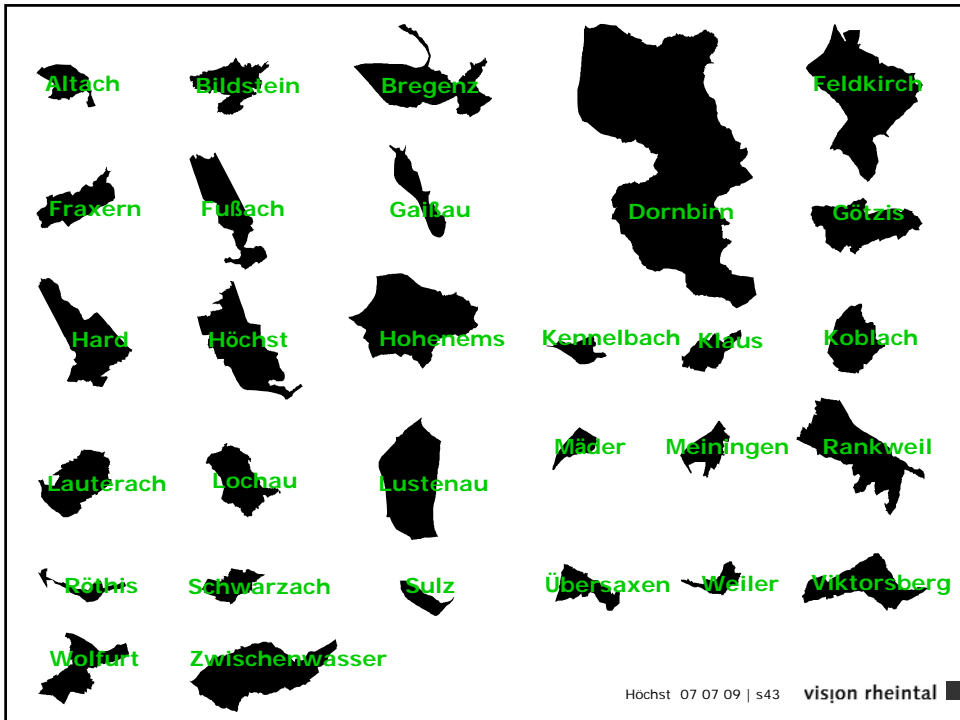 Altach Bildstein Bregenz Feldkirch
Fraxern Fußach Gaißau Dornbirn Götzis
Hard Höchst Hohenems Kennelbach Klaus Koblach
Lauterach Lochau Lustenau Mäder Meiningen Rankweil
Röthis Schwarzach Sulz Übersaxen Weiler Viktorsberg
Wolfurt Zwischenwasser
Höchst 07 07 09 | s43 vision rheintal